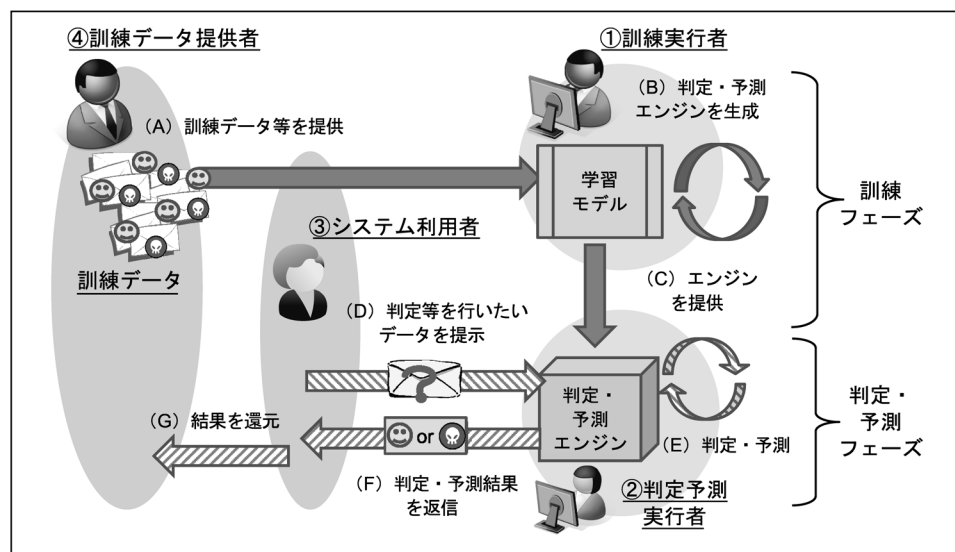 ④訓練データ提供者
①訓練実行者
(A) 訓練データ等を提供
(B) 判定・予測
エンジンを生成
学習
モデル
訓練
フェーズ
③システム利用者
訓練データ
(C) エンジン
を提供
(D) 判定等を行いたい
データを提示
?
判定・
予測
エンジン
判定・
予測
フェーズ
(G) 結果を還元
or
(E) 判定・予測
(F) 判定・予測結果
を返信
②判定予測
実行者